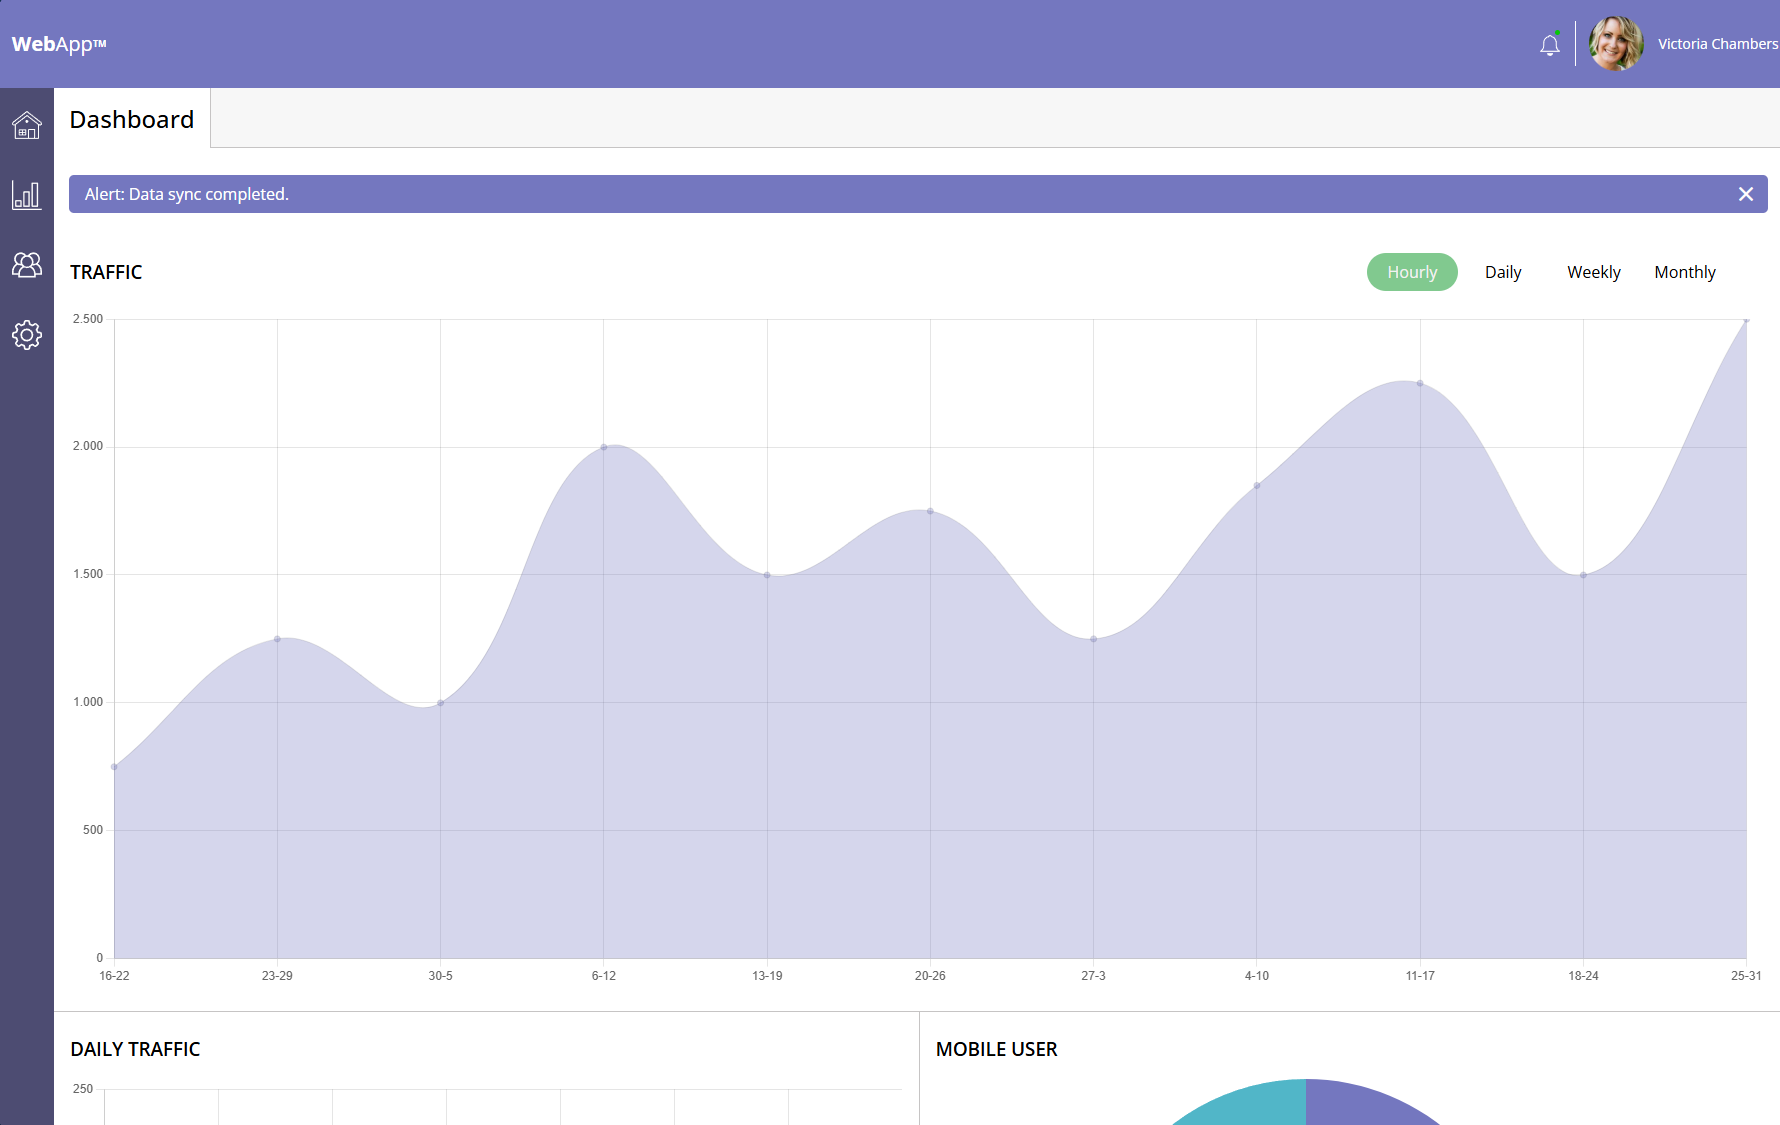 WebApp™
Victoria Chambers
Dashboard
Alert: Data sync completed.
TRAFFIC
Hourly Daily Weekly Monthly
2.500
2.000
1.500
1.000
500
0
16-22 23-29 30-5 6-12 13-19 20-26 27-3 4-10 11-17 18-24 25-31
DAILY TRAFFIC
250
MOBILE USER